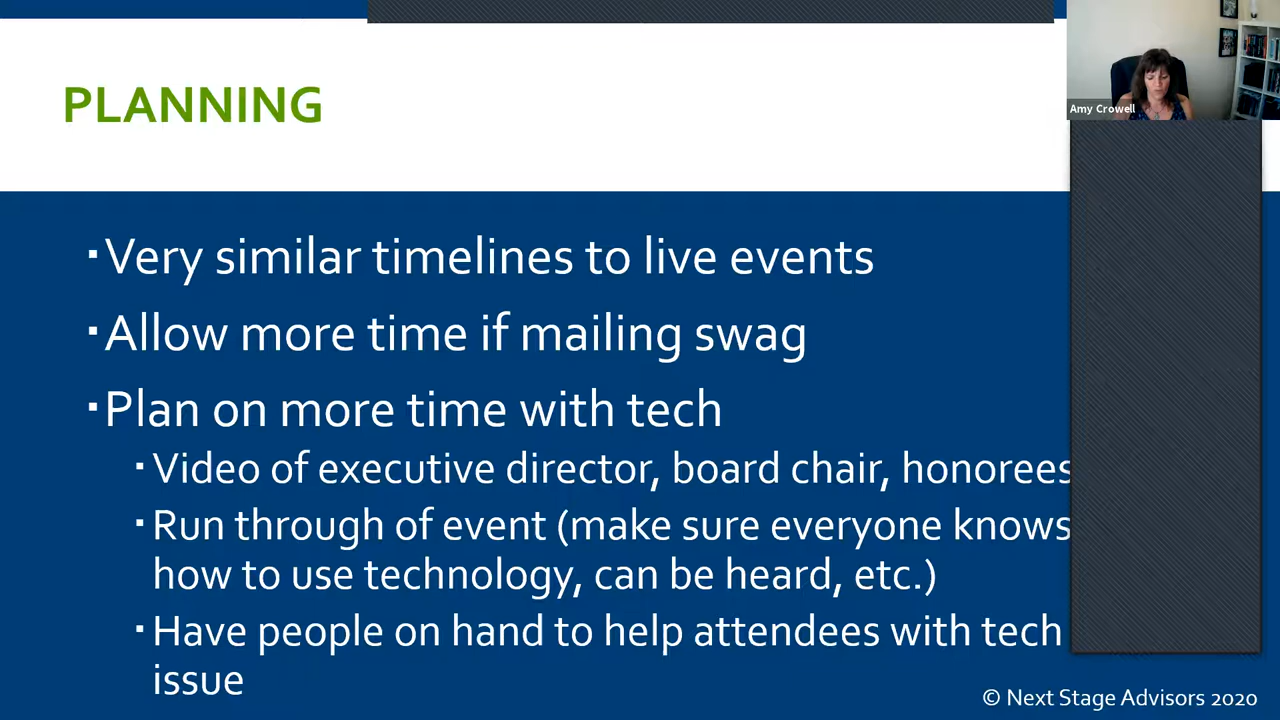 PLANNING
Amy Crowell
▪Very similar timelines to live events
▪Allow more time if mailing swag
▪Plan on more time with tech
▪Video of executive director, board chair, honorees
▪Run through of event (make sure everyone knows
how to use technology, can be heard, etc.)
▪Have people on hand to help attendees with tech
issue
© Next Stage Advisors 2020